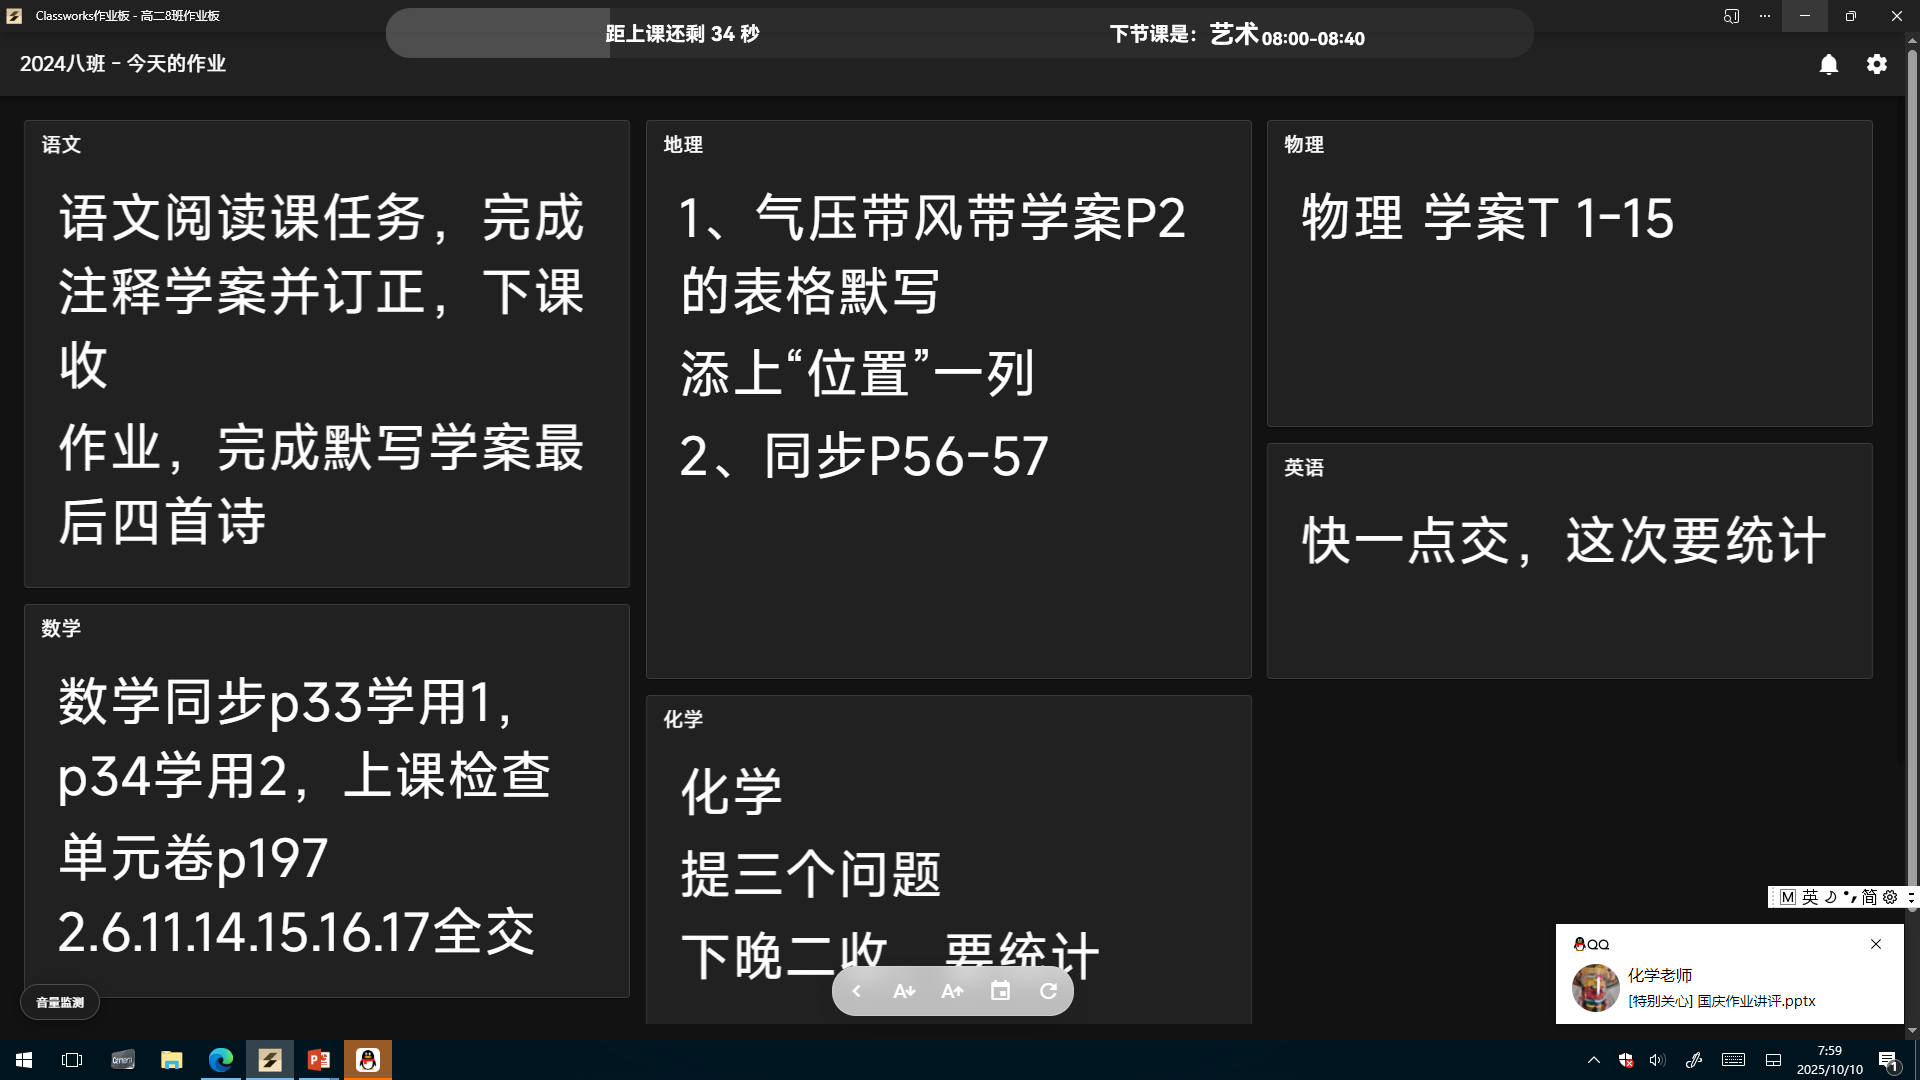 Classworks作业板 - 高二8班作业板
距上课还剩 34 秒
下节课是：艺术 08:00-08:40
2024八班 - 今天的作业
语文
语文阅读课任务，完成
注释学案并订正，下课
收
作业，完成默写学案最
后四首诗
数学
数学同步p33学用1，
p34学用2，上课检查
单元卷p197
2.6.11.14.15.16.17全交
音量监测
地理
1、气压带风带学案P2
的表格默写
添上“位置”一列
2、同步P56-57
化学
化学
提三个问题
下晚二收 要统计
物理
物理 学案T 1-15
英语
快一点交，这次要统计
M 英 简
QQ
化学老师
[特别关心] 国庆作业讲评.pptx
7:59
2025/10/10
1